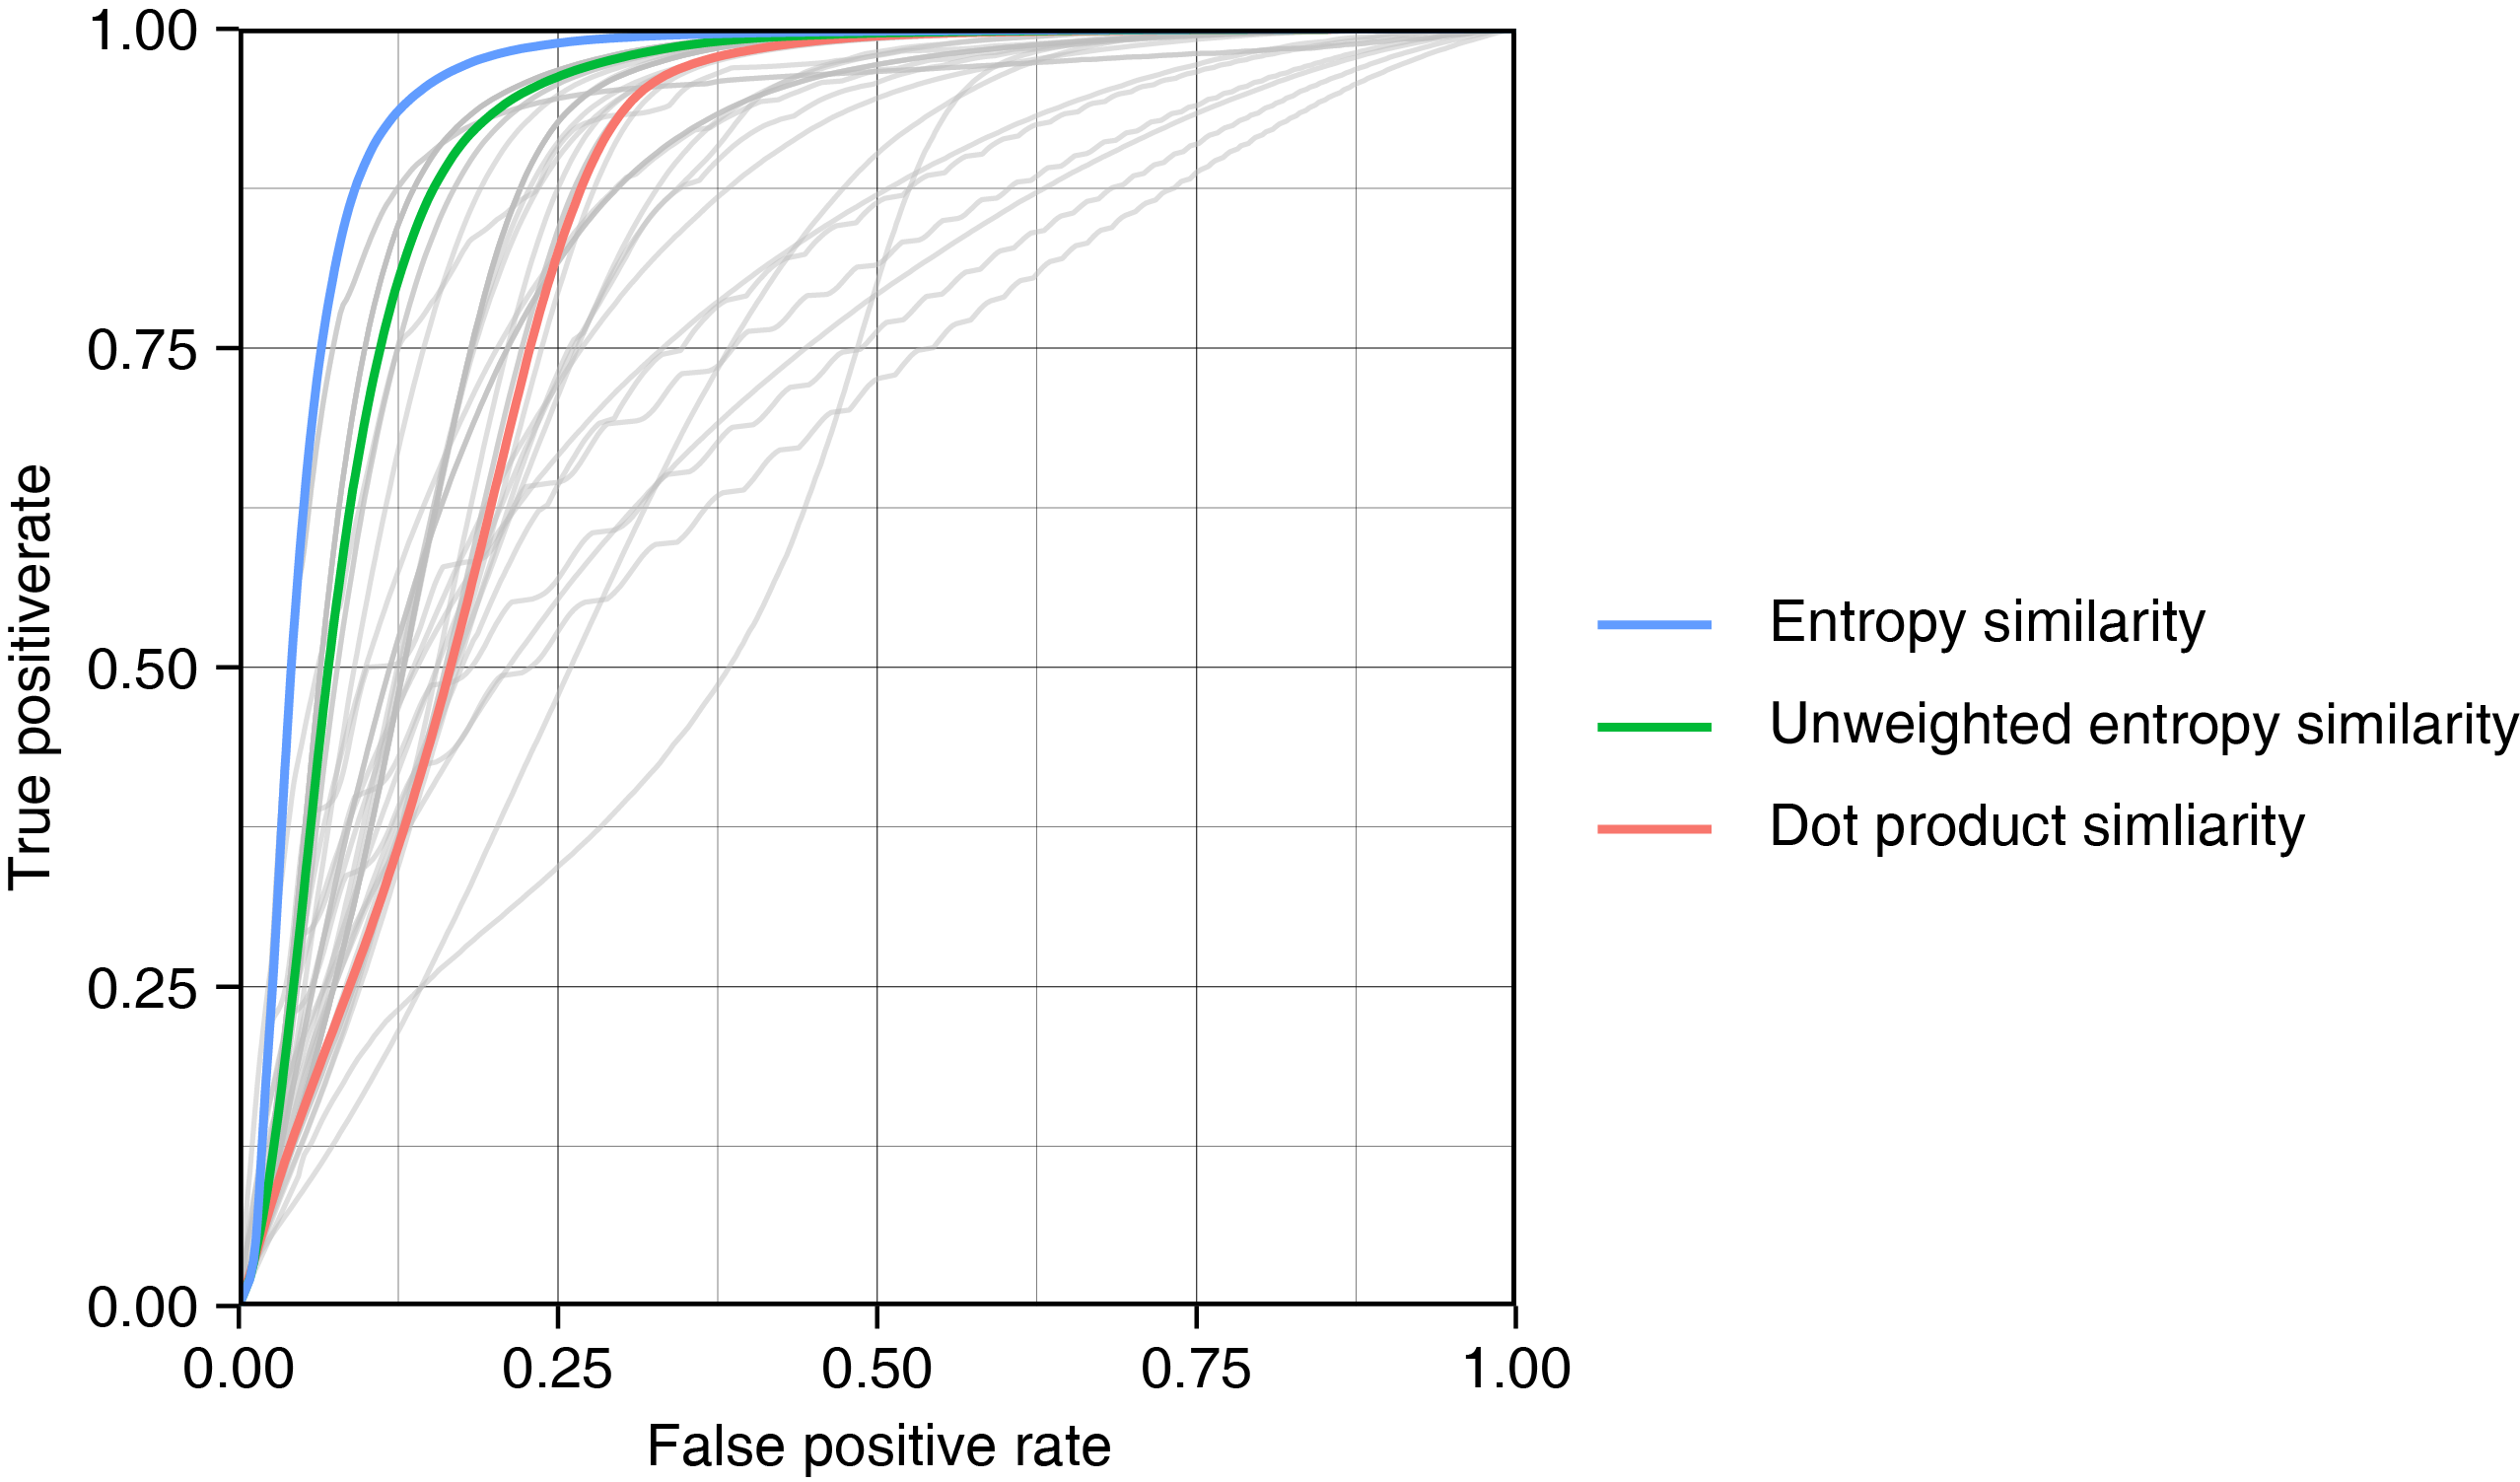 1.00
0.75
0.50
0.25
0.00
True positiverate
0.00 0.25 0.50 0.75 1.00
False positive rate
Entropy similarity
Unweighted entropy similarity
Dot product simliarity